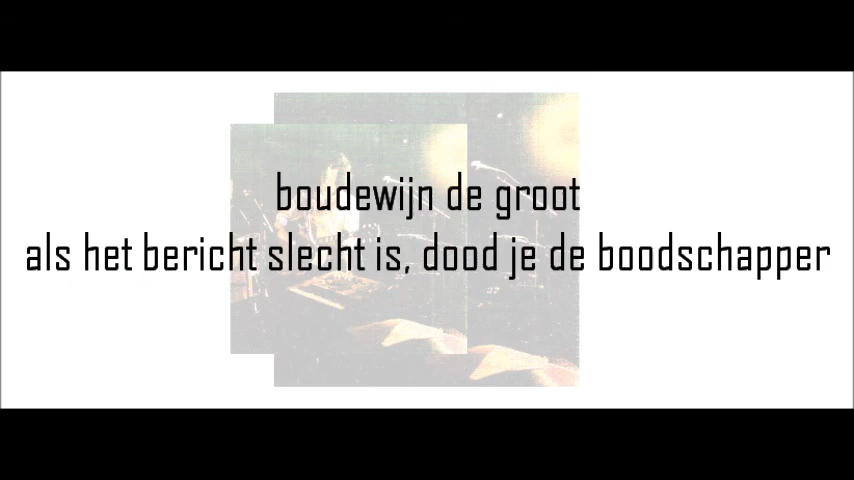 boudewijn de groot
als het bericht slecht is, dood je de boodschapper